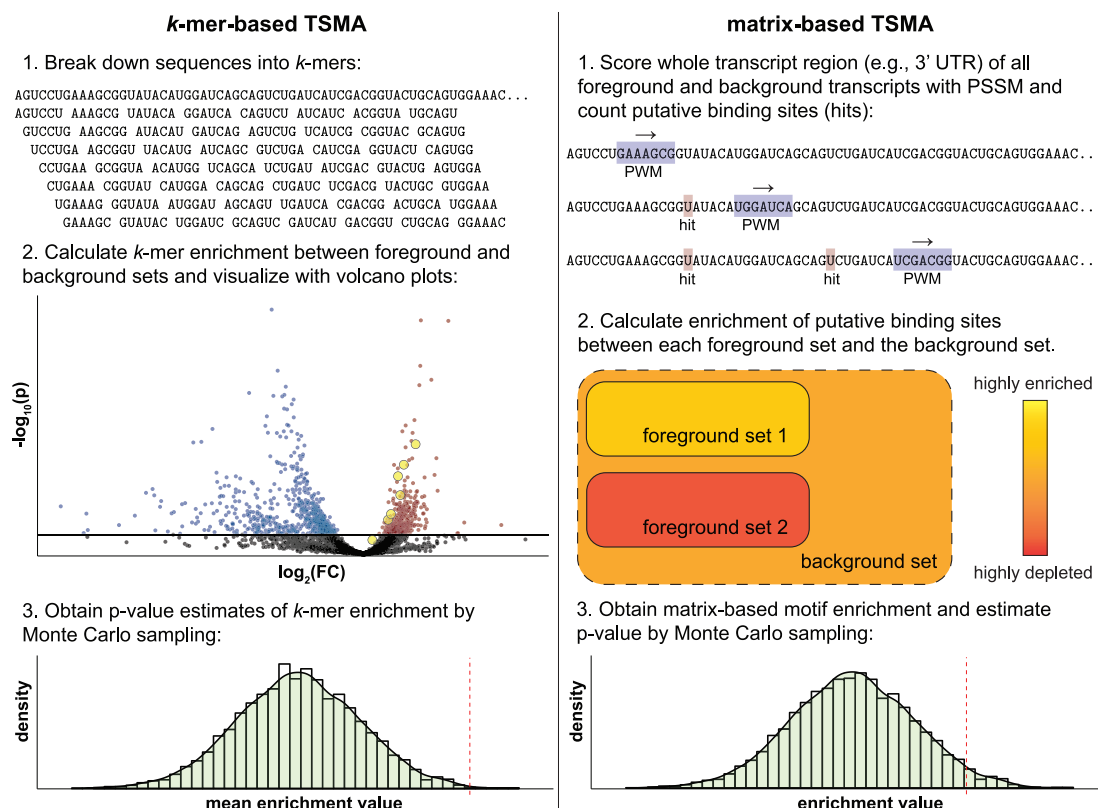 k-mer-based TSMA
1. Break down sequences into k-mers:
AGUCCUGAAAGCGGUAUACAUGGAUCAGCAGUCUGAUCAUCGACGGUACUGCAGUGGAAAC...
AGUCCU AAAGCG UAUACA GGAUCA CAGUCU AUCAUC ACGGUA UGCAGU
GUCCUG AAGCGG AUACAU GAUCAG AGUCUG UCAUCG CGGUAC GCAGUG
UCCUGA AGCGGU UACAUG AUCAGC GUCUGA CAUCGA GGUACU CAGUGG
CCUGAA GCGGUA ACAUGG UCAGCA UCUGAU AUCGAC GUACUG AGUGGA
CUGAAA CGGUAU CAUGGA CAGCAG CUGAUC UCGACG UACUGC GUGGAA
UGAAAG GGUAUA AUGGAU AGCAGU UGAUCA CGACGG ACUGCA UGGAAA
GAAAGC GUAUAC UGGAUC GCAGUC GAUCAU GACGGU CUGCAG GGAAAC
2. Calculate k-mer enrichment between foreground and
background sets and visualize with volcano plots:
-log10(p)
log2(FC)
3. Obtain p-value estimates of k-mer enrichment by
Monte Carlo sampling:
density
mean enrichment value
matrix-based TSMA
1. Score whole transcript region (e.g., 3' UTR) of all
foreground and background transcripts with PSSM and
count putative binding sites (hits):
→
AGUCCUGAAAGCGGUAUACAUGGAUCAGCAGUCUGAUCAUCGACGGUACUGCAGUGGAAAC..
PWM
→
AGUCCUGAAAGCGGUAUACAUGGAUCAGCAGUCUGAUCAUCGACGGUACUGCAGUGGAAAC..
hit PWM
→
AGUCCUGAAAGCGGUAUACAUGGAUCAGCAGUCUGAUCAUCGACGGUACUGCAGUGGAAAC..
hit hit PWM
2. Calculate enrichment of putative binding sites
between each foreground set and the background set.
highly enriched
foreground set 1
foreground set 2
background set
highly depleted
3. Obtain matrix-based motif enrichment and estimate
p-value by Monte Carlo sampling:
density
enrichment value